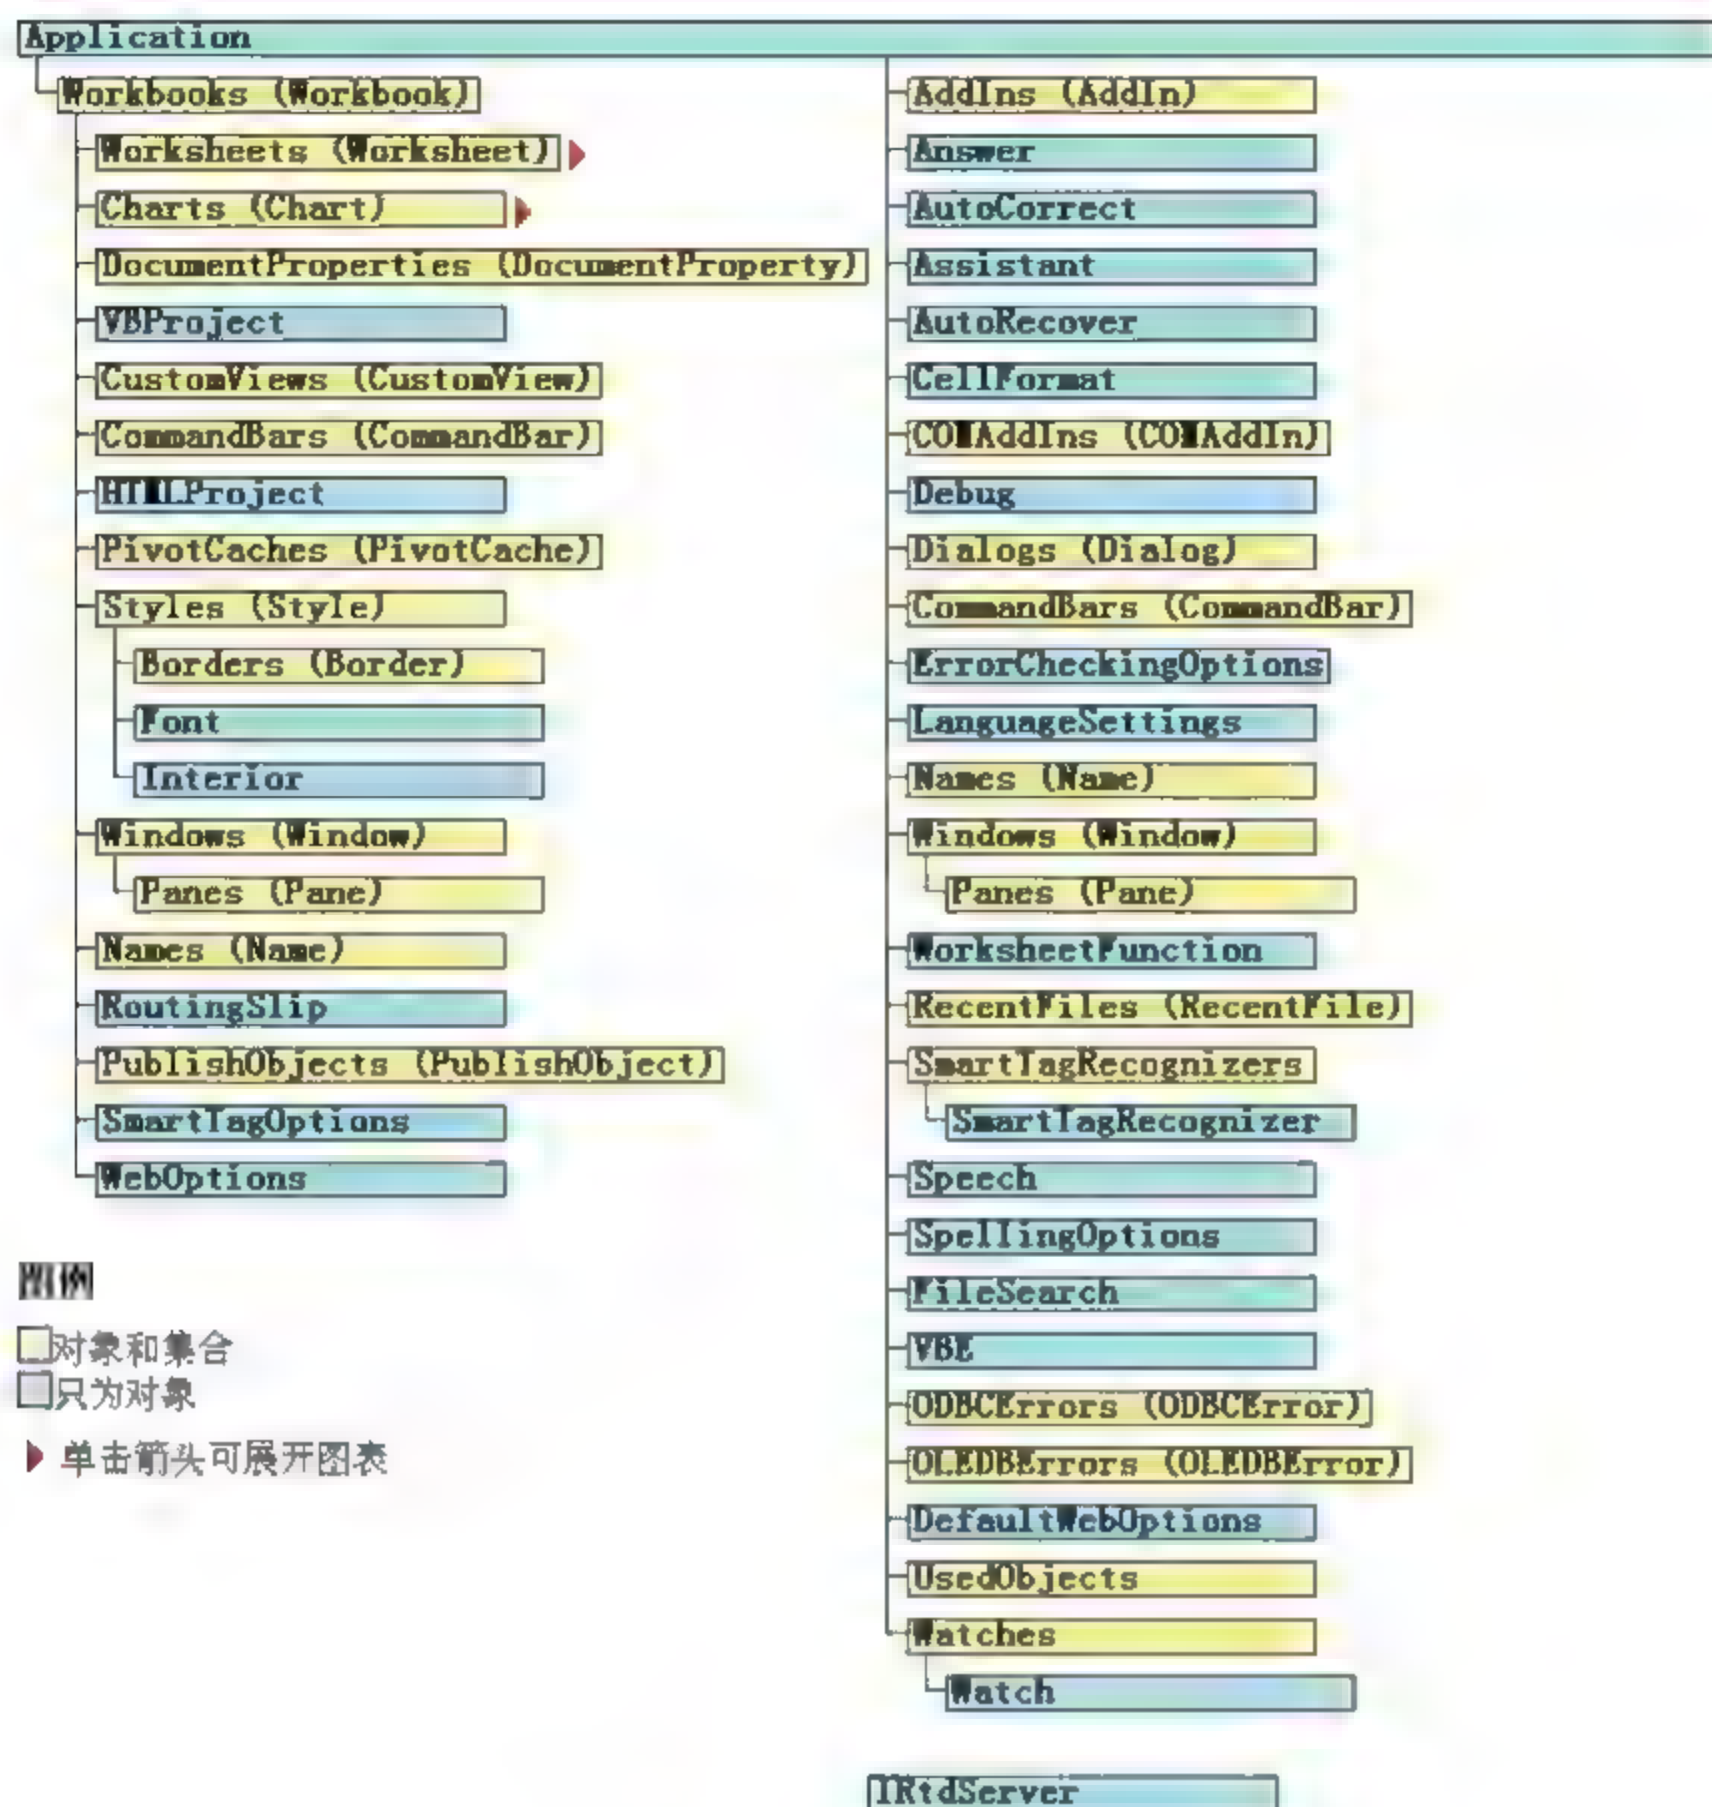 Application
Workbooks (Workbook)
Worksheets (Worksheet)
Charts (Chart)
DocumentProperties (DocumentProperty)
VBProject
CustomViews (CustomView)
CommandBars (CommandBar)
HTMLProject
PivotCaches (PivotCache)
Styles (Style)
Borders (Border)
Font
Interior
Windows (Window)
Panes (Pane)
Names (Name)
RoutingSlip
PublishObjects (PublishObject)
SmartTagOptions
WebOptions
图例
对象和集合
只为对象
单击箭头可展开图表
AddIns (AddIn)
Answer
AutoCorrect
Assistant
AutoRecover
CellFormat
COMAddIns (COMAddIn)
Debug
Dialogs (Dialog)
CommandBars (CommandBar)
ErrorCheckingOptions
LanguageSettings
Names (Name)
Windows (Window)
Panes (Pane)
WorksheetFunction
RecentFiles (RecentFile)
SmartTagRecognizers
SmartTagRecognizer
Speech
SpellingOptions
FileSearch
VBE
ODBCErrors (ODBCError)
OLEDBErrors (OLEDBError)
DefaultWebOptions
UsedObjects
Watches
Watch
IRtdServer